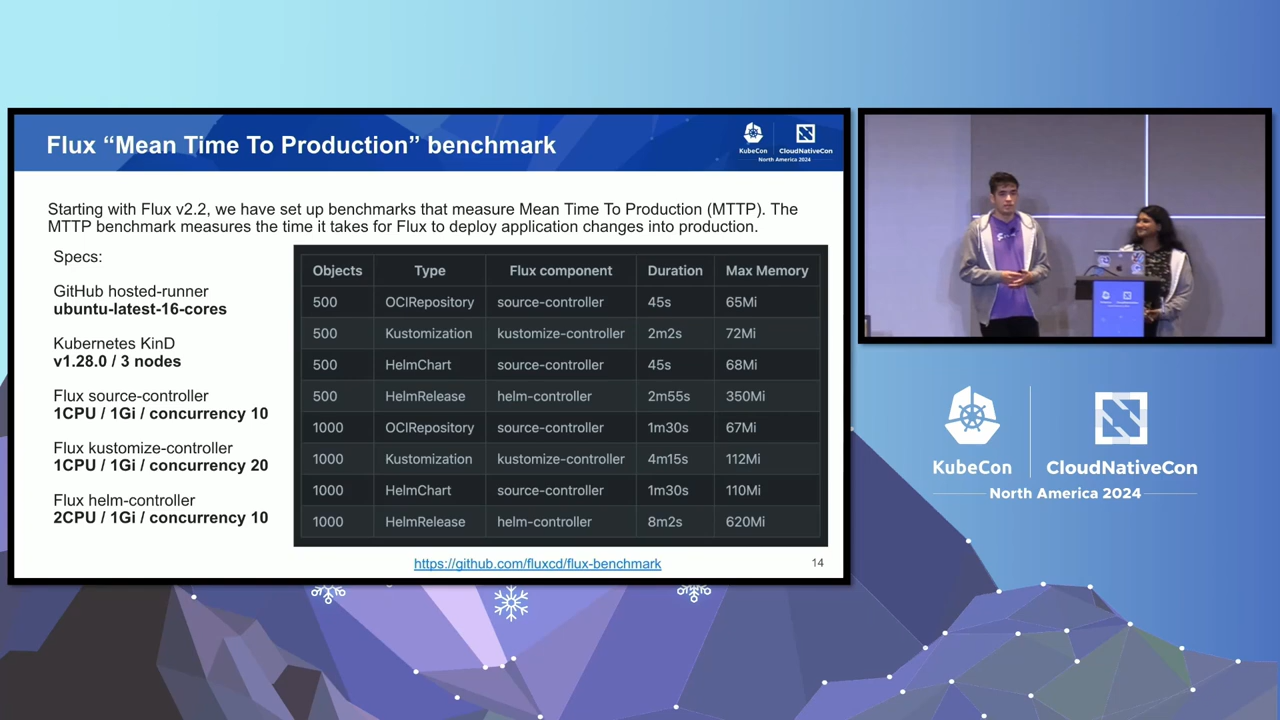 Flux “Mean Time To Production” benchmark
KubeCon
CloudNativeCon
North America 2024
Starting with Flux v2.2, we have set up benchmarks that measure Mean Time To Production (MTTP). The
MTTP benchmark measures the time it takes for Flux to deploy application changes into production.
Specs:
GitHub hosted-runner
ubuntu-latest-16-cores
Kubernetes KinD
v1.28.0 / 3 nodes
Flux source-controller
1CPU / 1Gi / concurrency 10
Flux kustomize-controller
1CPU / 1Gi / concurrency 20
Flux helm-controller
2CPU / 1Gi / concurrency 10
Objects Type Flux component Duration Max Memory
500 OCIRepository source-controller 45s 65Mi
500 Kustomization kustomize-controller 2m2s 72Mi
500 HelmChart source-controller 45s 68Mi
500 HelmRelease helm-controller 2m55s 350Mi
1000 OCIRepository source-controller 1m30s 67Mi
1000 Kustomization kustomize-controller 4m15s 112Mi
1000 HelmChart source-controller 1m30s 110Mi
1000 HelmRelease helm-controller 8m2s 620Mi
https://github.com/fluxcd/flux-benchmark
14
KubeCon
CloudNativeCon
North America 2024